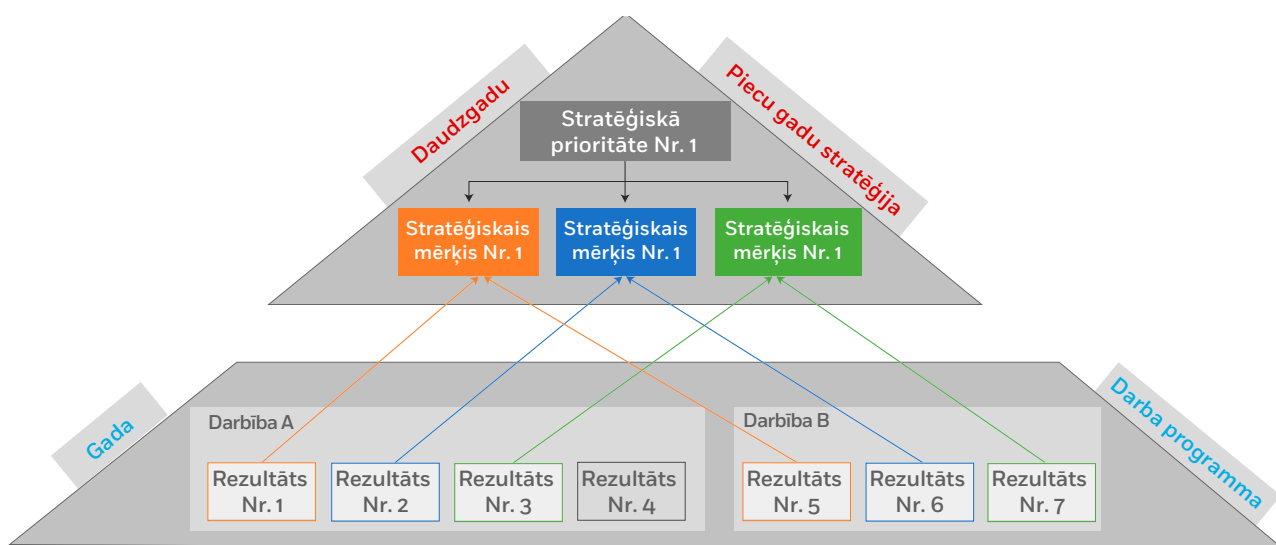 Daudzgadu
Piecu gadu stratēģija
Stratēģiskā
prioritāte Nr. 1
Stratēģiskais
mērķis Nr. 1
Stratēģiskais
mērķis Nr. 1
Stratēģiskais
mērķis Nr. 1
Gada
Darba programma
Darbība A
Darbība B
Rezultāts
Nr. 1
Rezultāts
Nr. 2
Rezultāts
Nr. 3
Rezultāts
Nr. 4
Rezultāts
Nr. 5
Rezultāts
Nr. 6
Rezultāts
Nr. 7